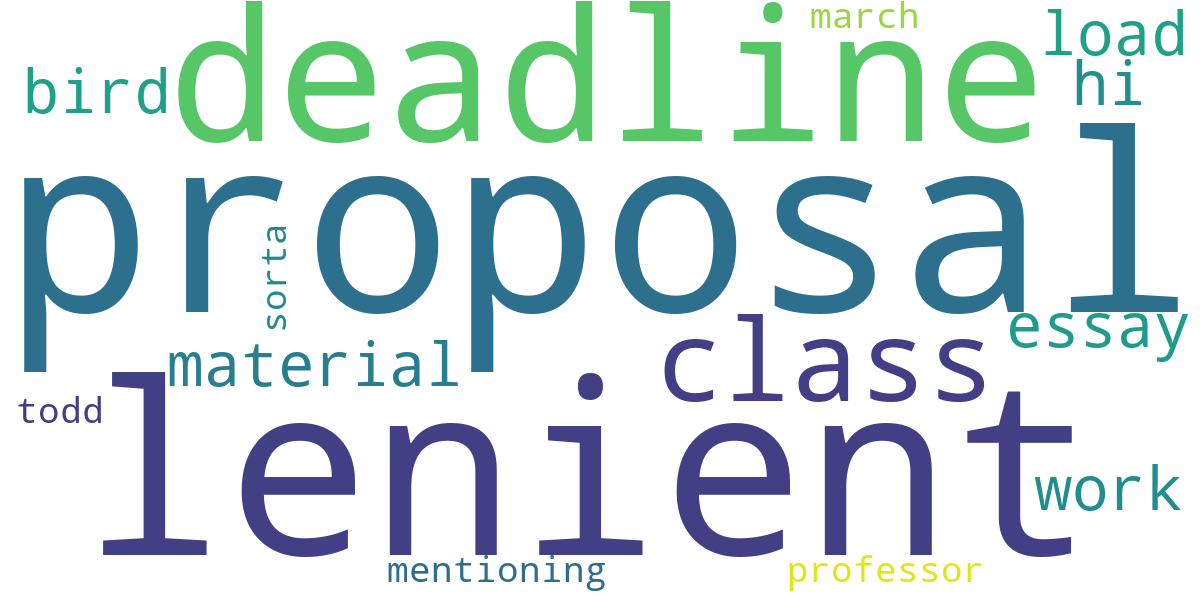 march
load
deadline
bird
hi
proposal
sorta
essay
class
material
todd
lenient
work
mentioning
professor